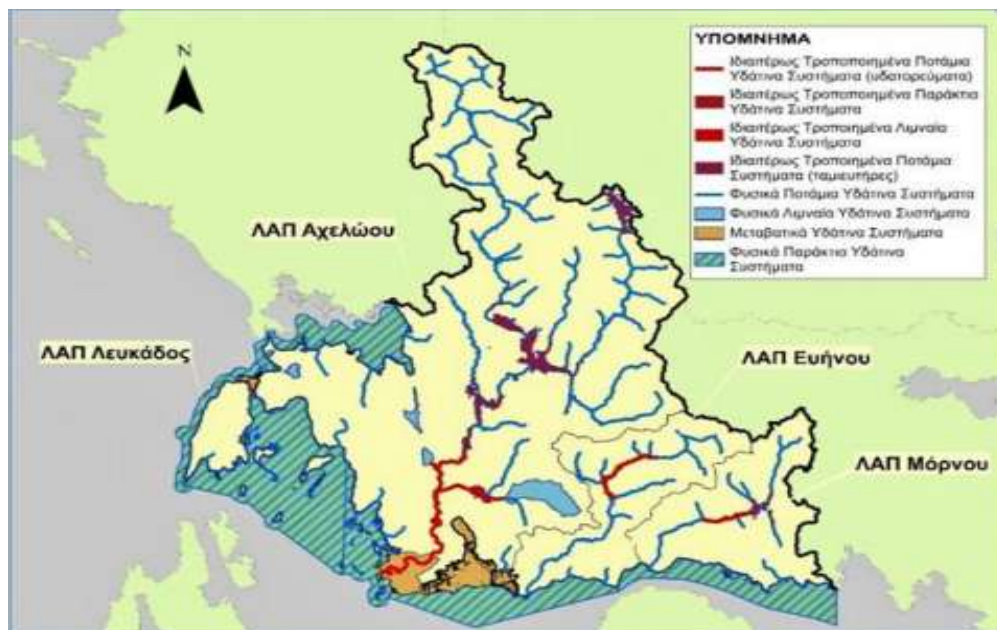 N
ΥΠΟΜΝΗΜΑ
Ιδιαιτέρως Τροποποιημένα Ποτάμια
Υδάτινα Συστήματα (υδατορεύματα)
Ιδιαιτέρως Τροποποιημένα Παράκτια
Υδάτινα Συστήματα
Ιδιαιτέρως Τροποιημένα Λιμναία
Υδάτινα Συστήματα
Ιδιαιτέρως Τροποιημένα Ποτάμια
Συστήματα (ταμιευτήρες)
Φυσικά Ποτάμια Υδάτινα Συστήματα
Φυσικά Λιμναία Υδάτινα Συστήματα
Μεταβατικά Υδάτινα Συστήματα
Φυσικά Παράκτια Υδάτινα
Συστήματα
ΛΑΠ Αχελώου
ΛΑΠ Λευκάδος
ΛΑΠ Ευήνου
ΛΑΠ Μόρνου